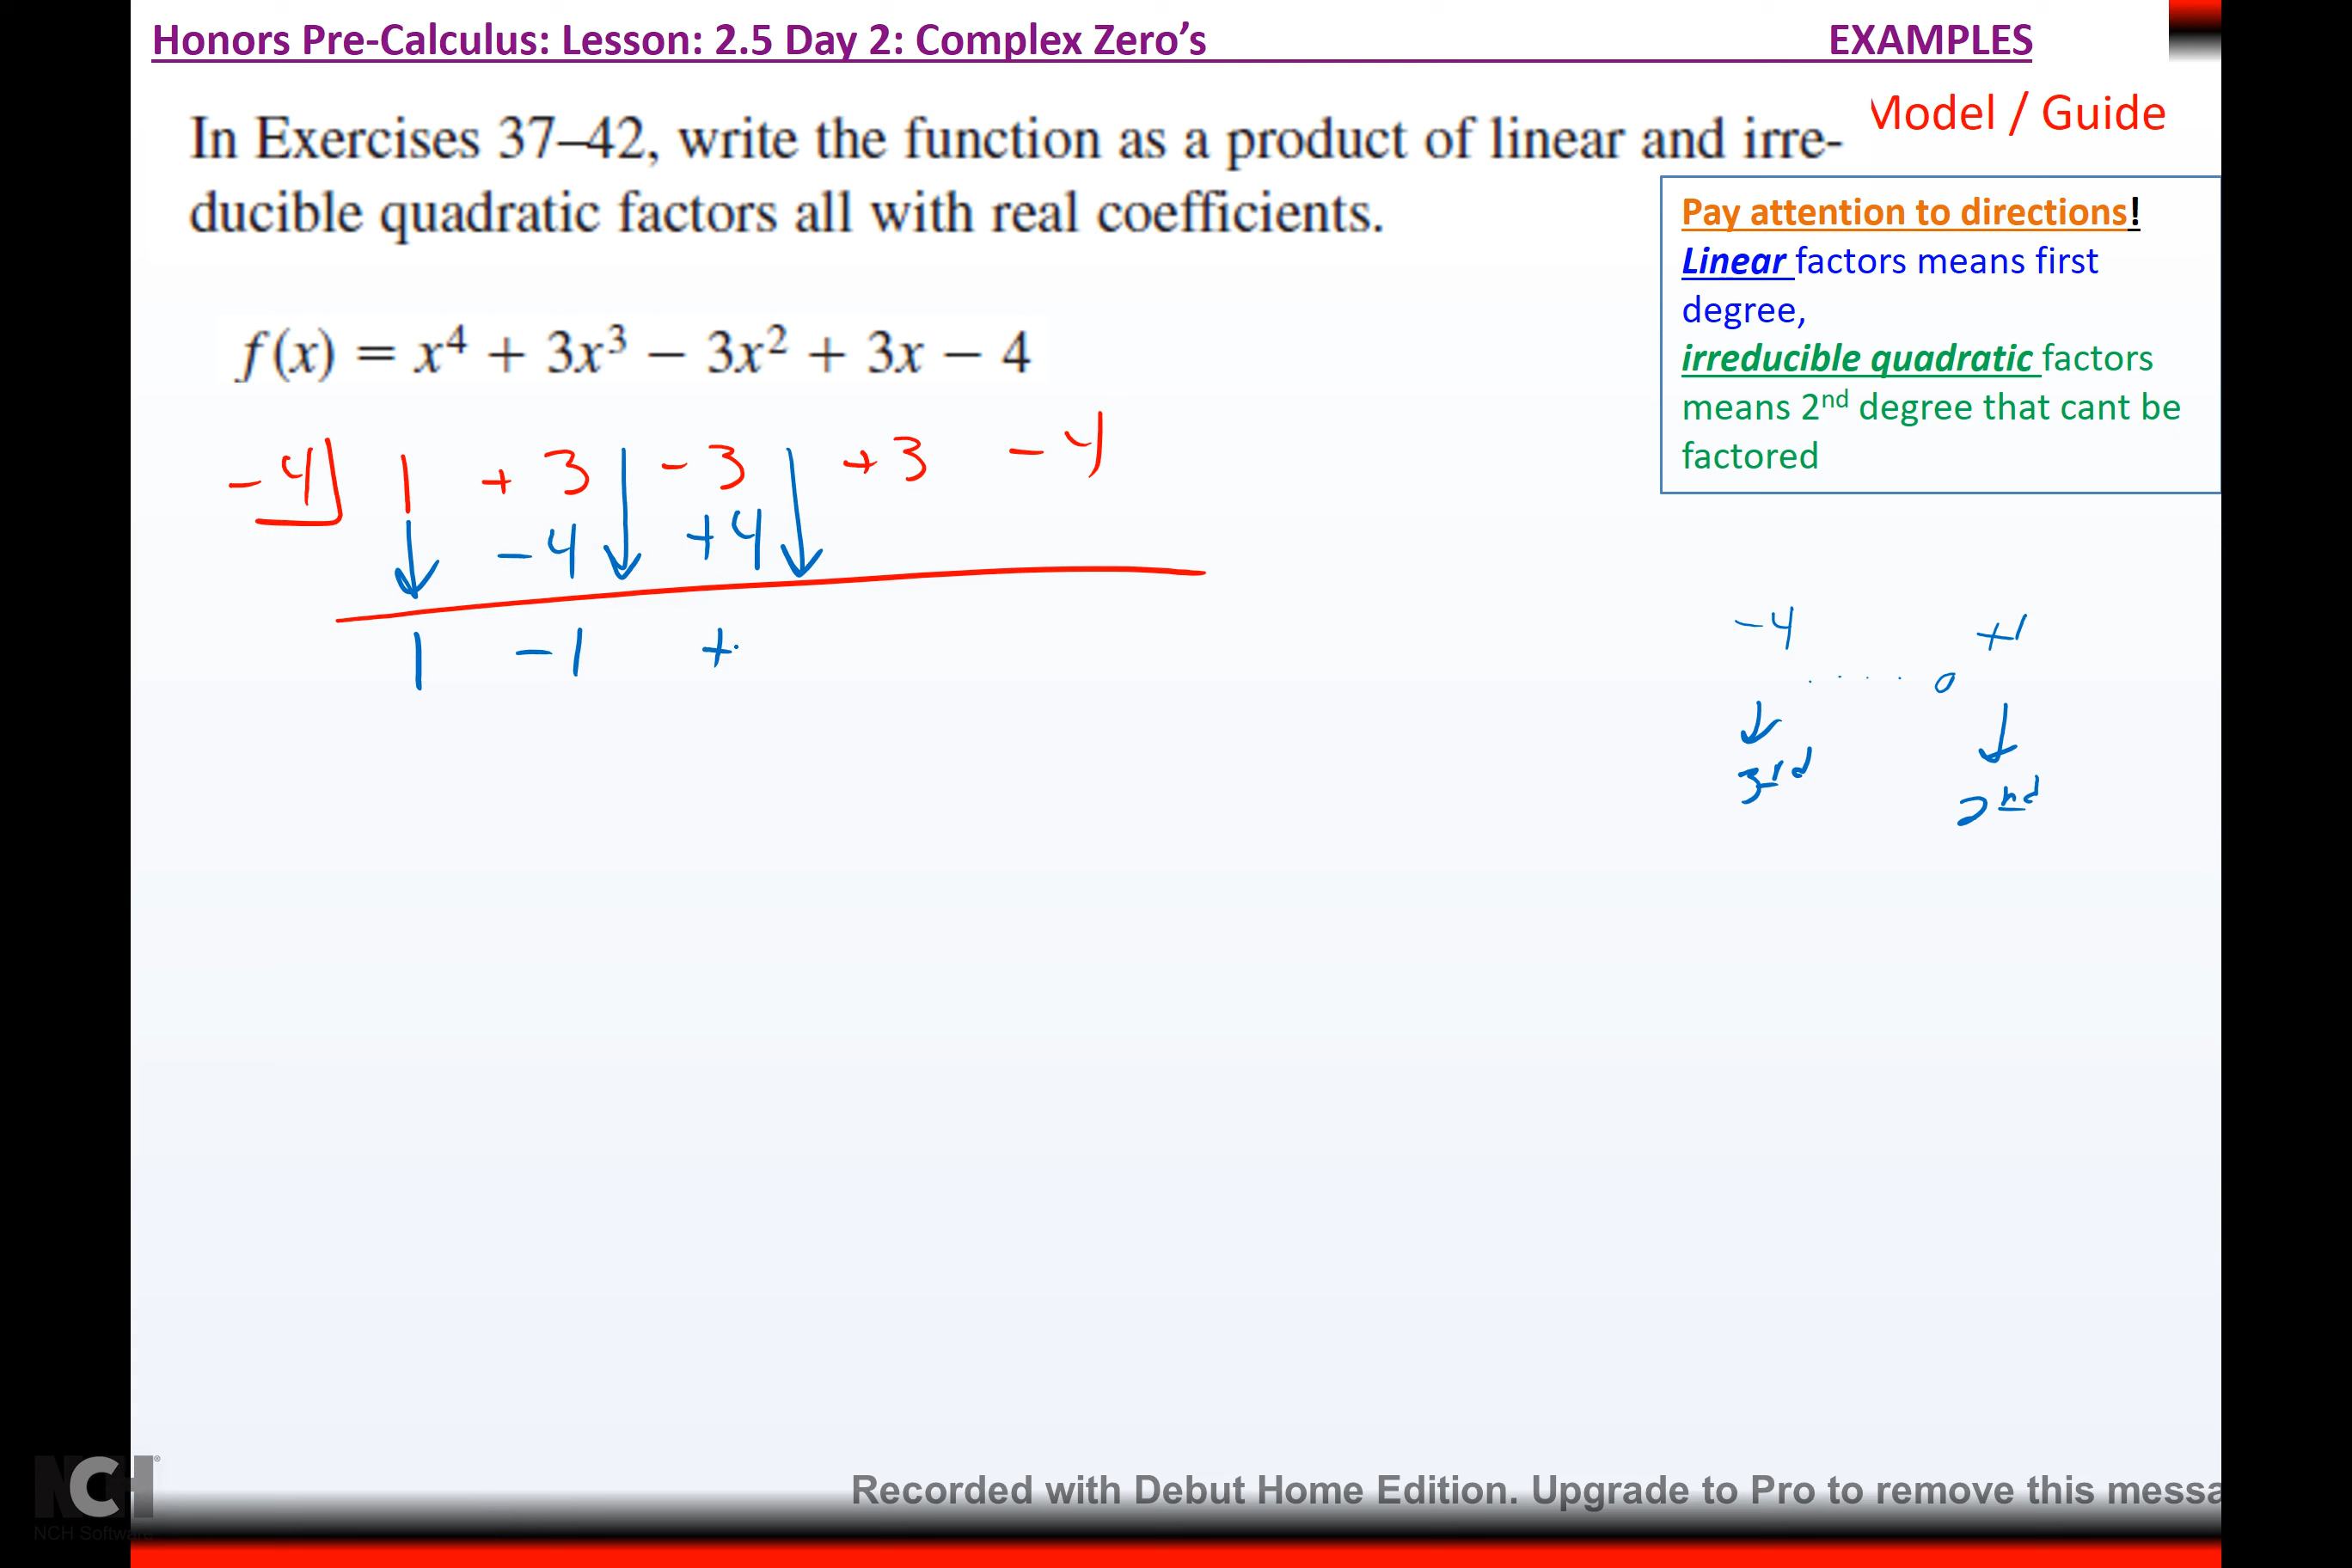 Honors Pre-Calculus: Lesson: 2.5 Day 2: Complex Zero’s EXAMPLES
Model / Guide
In Exercises 37–42, write the function as a product of linear and irre-
ducible quadratic factors all with real coefficients.
Pay attention to directions!
Linear factors means first
degree,
irreducible quadratic factors
means 2nd degree that cant be
factored
f(x) = x⁴ + 3x³ − 3x² + 3x − 4
-4 1 + 3 - 3 + 3 - 4
-4 +4
1 -1 +
-4 +1
. . . . 0
3rd 2nd
Recorded with Debut Home Edition. Upgrade to Pro to remove this messa
NCH®
NCH Software